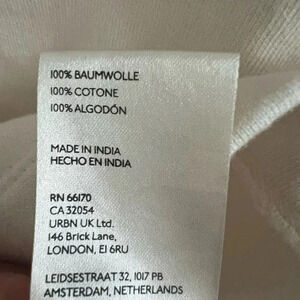 100% BAUMWOLLE
100% COTONE
100% ALGODÓN
MADE IN INDIA
HECHO EN INDIA
RN 66170
CA 32054
URBN UK Ltd.
146 Brick Lane,
LONDON, E1 6RU
LEIDSESTRAAT 32, 1017 PB
AMSTERDAM, NETHERLANDS